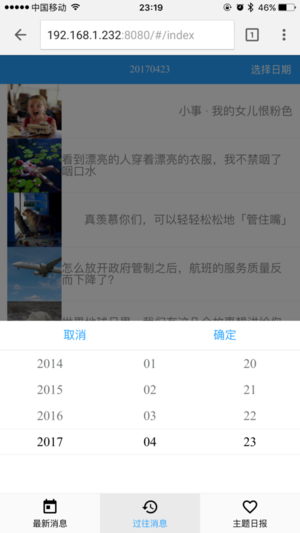 中国移动
23:19
46%
192.168.1.232:8080/#/index
1
20170423
选择日期
小事 · 我的女儿恨粉色
看到漂亮的人穿着漂亮的衣服，我不禁咽了
咽口水
真羡慕你们，可以轻轻松松地「管住嘴」
怎么放开政府管制之后，航班的服务质量反
而下降了？
取消 确定
2014 01 20
2015 02 21
2016 03 22
2017 04 23
最新消息 过往消息 主题日报